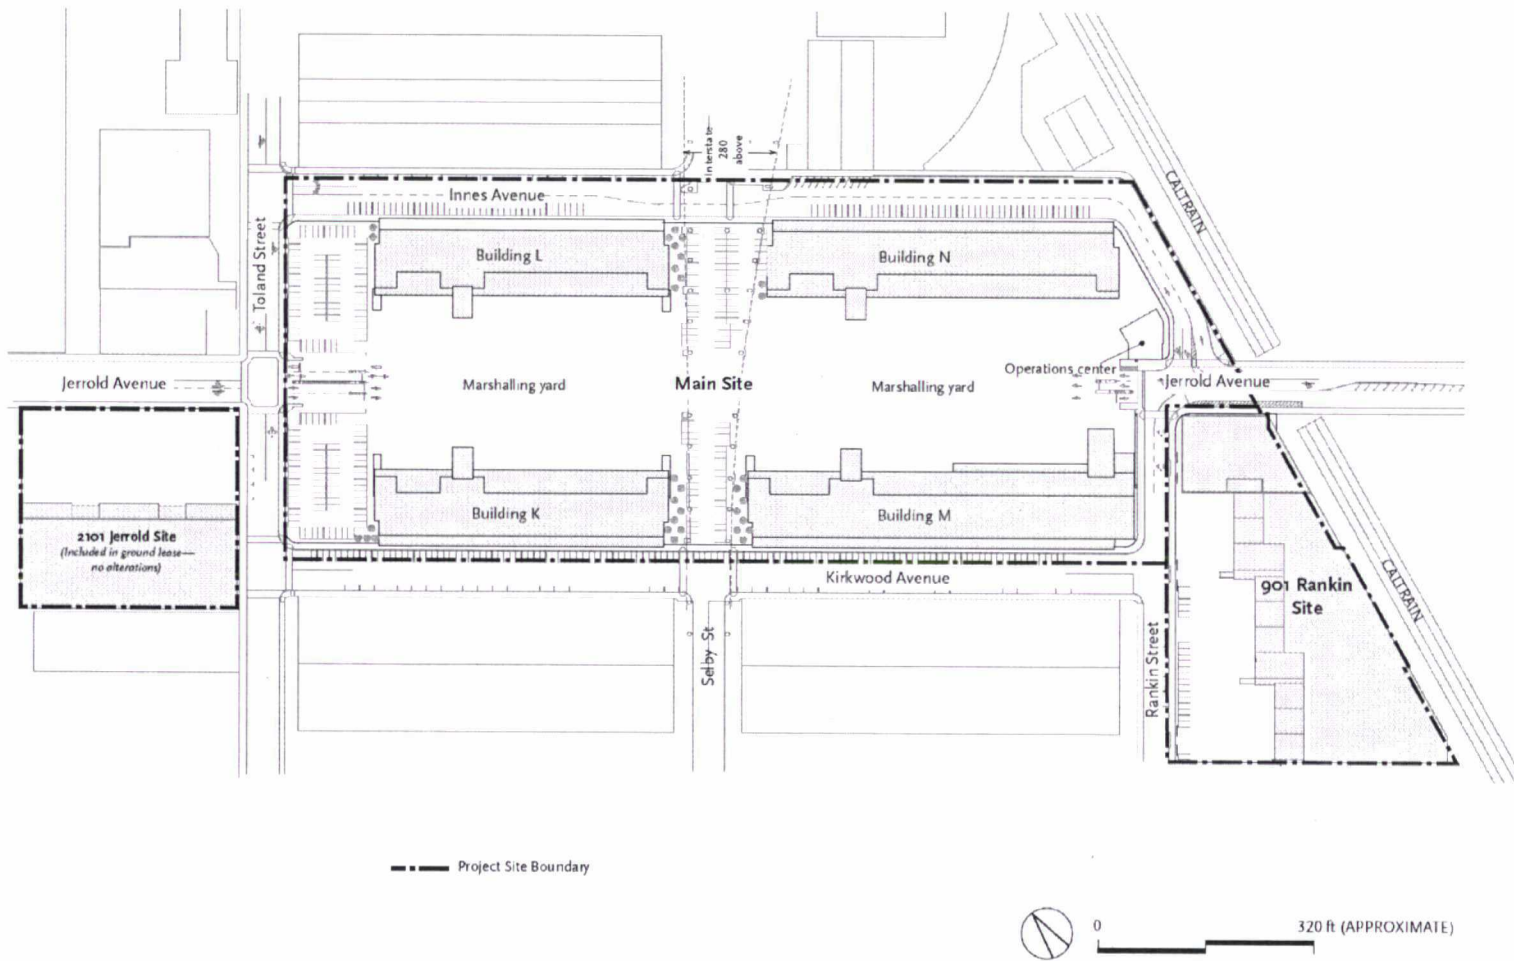 Interstate
280
above
CALTRAIN
Innes Avenue
Toland Street
Building L
Building N
Operations center
Jerrold Avenue
Marshalling yard
Main Site
Marshalling yard
Jerrold Avenue
Building K
Building M
2101 Jerrold Site
(Included in ground lease—
no alterations)
Kirkwood Avenue
901 Rankin
Site
CALTRAIN
Selby St
Rankin Street
Project Site Boundary
0
320 ft (APPROXIMATE)